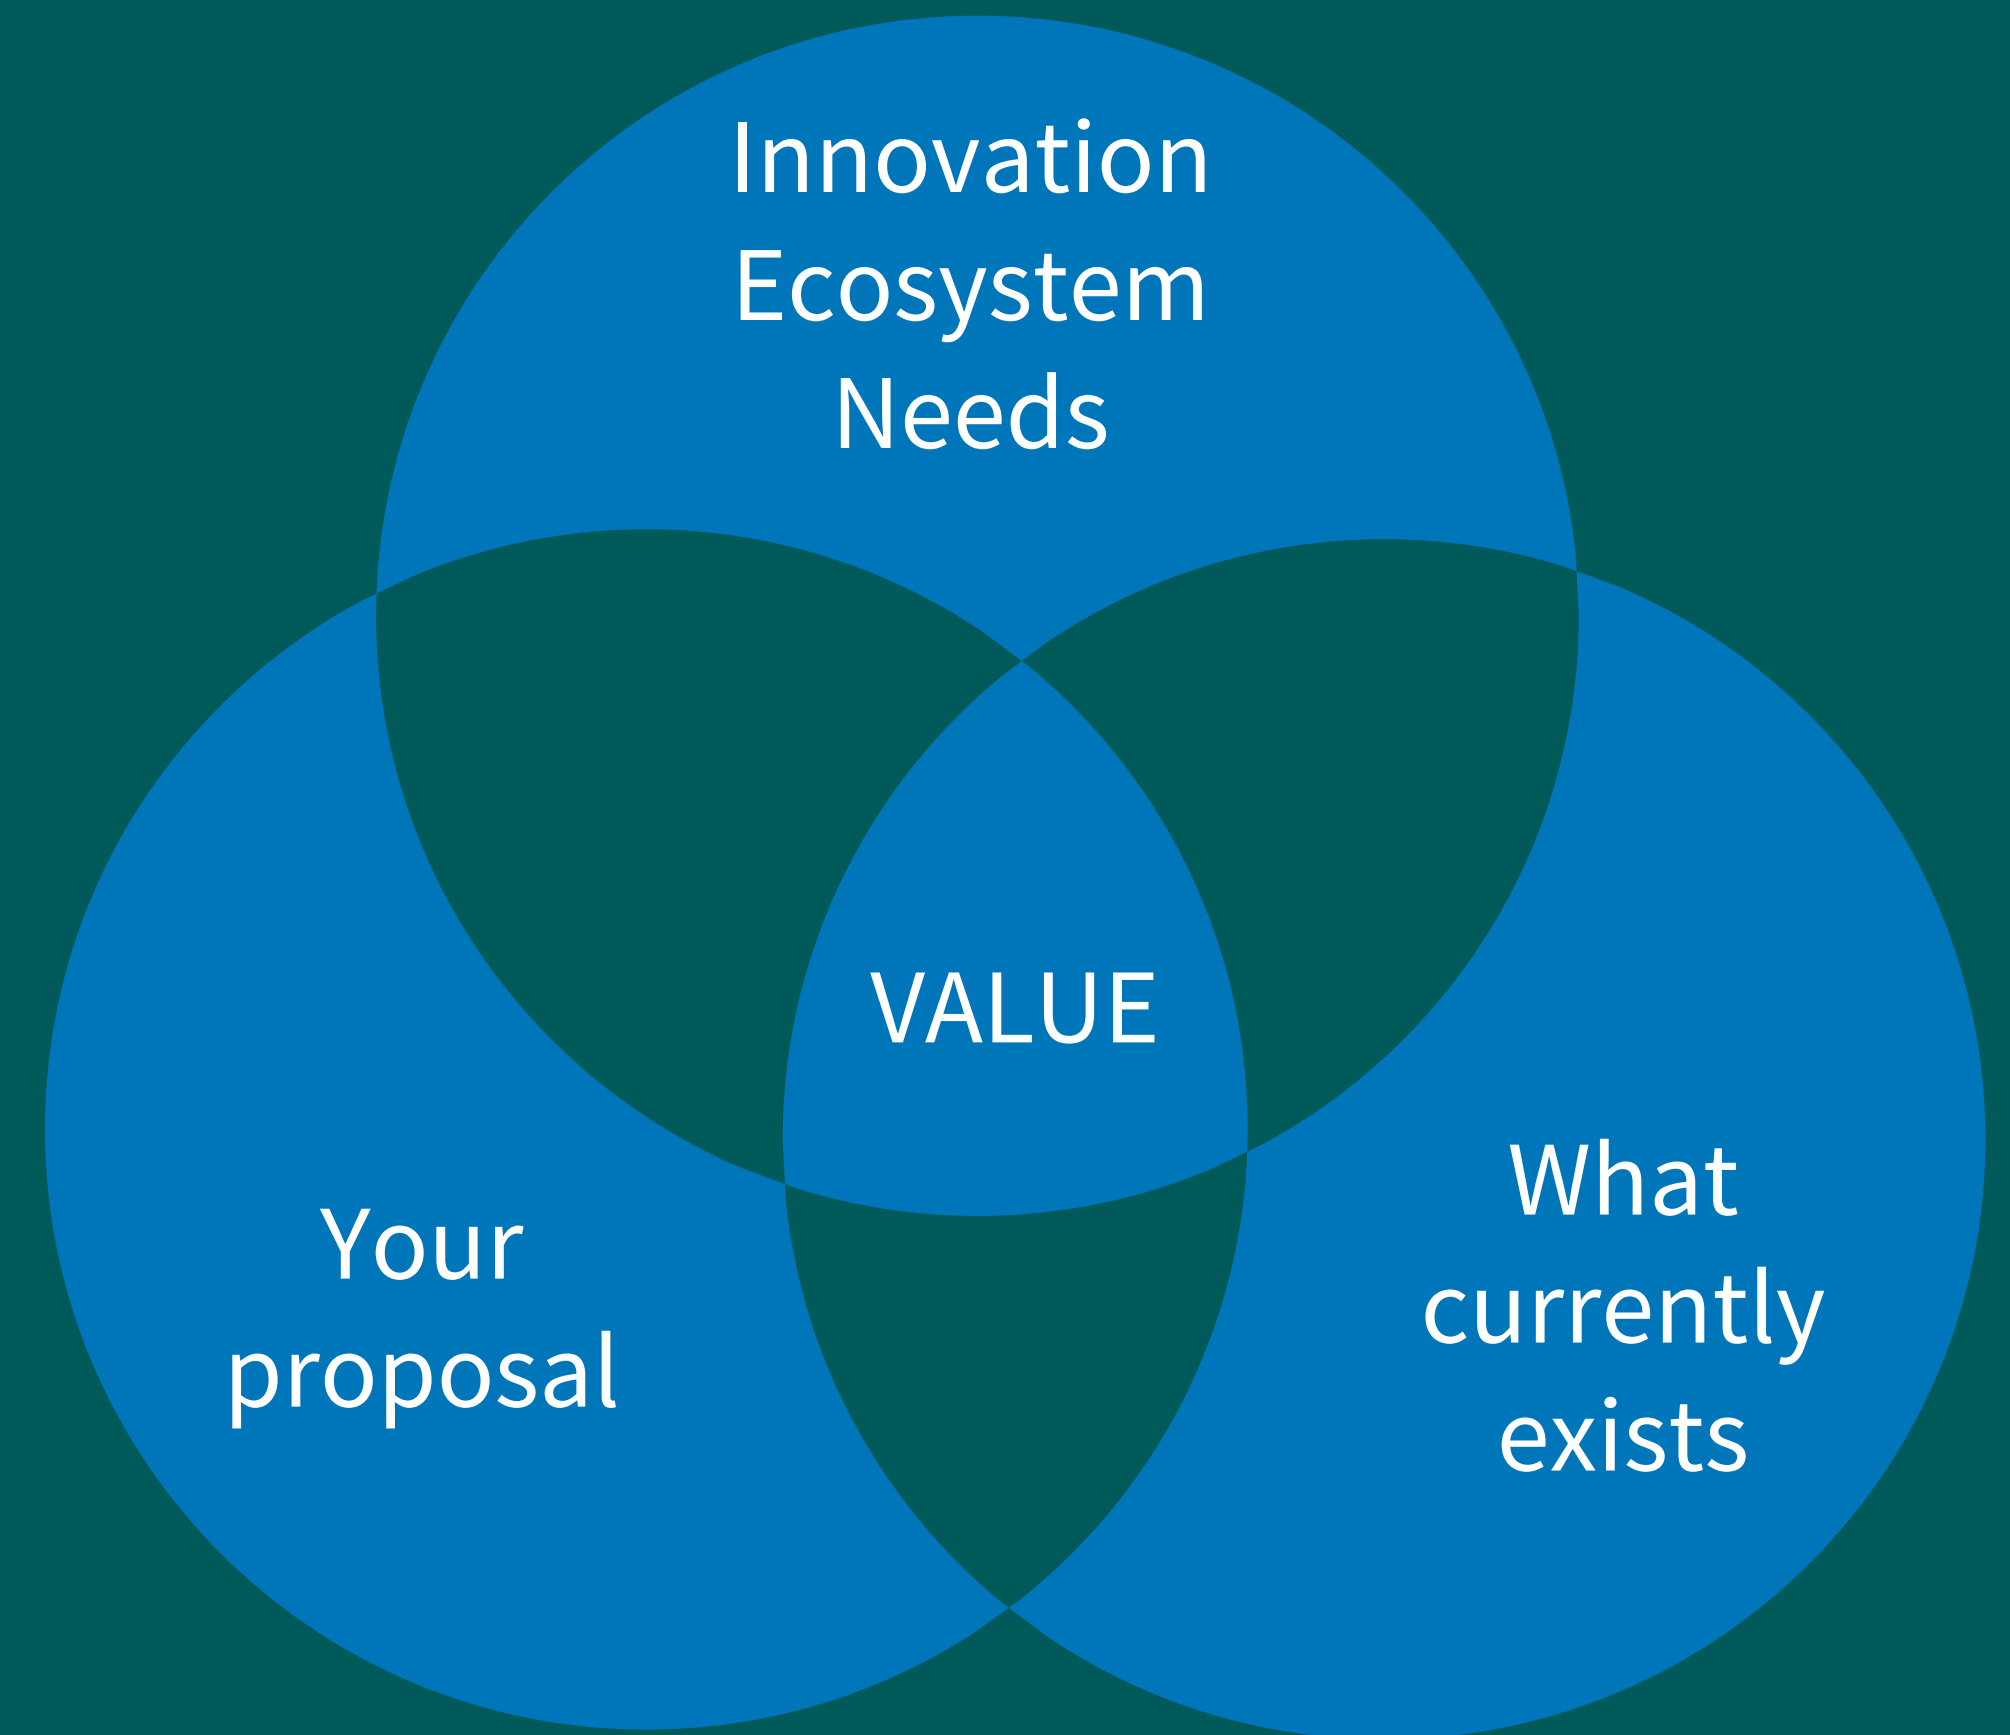 Innovation
Ecosystem
Needs
VALUE
Your
proposal
What
currently
exists